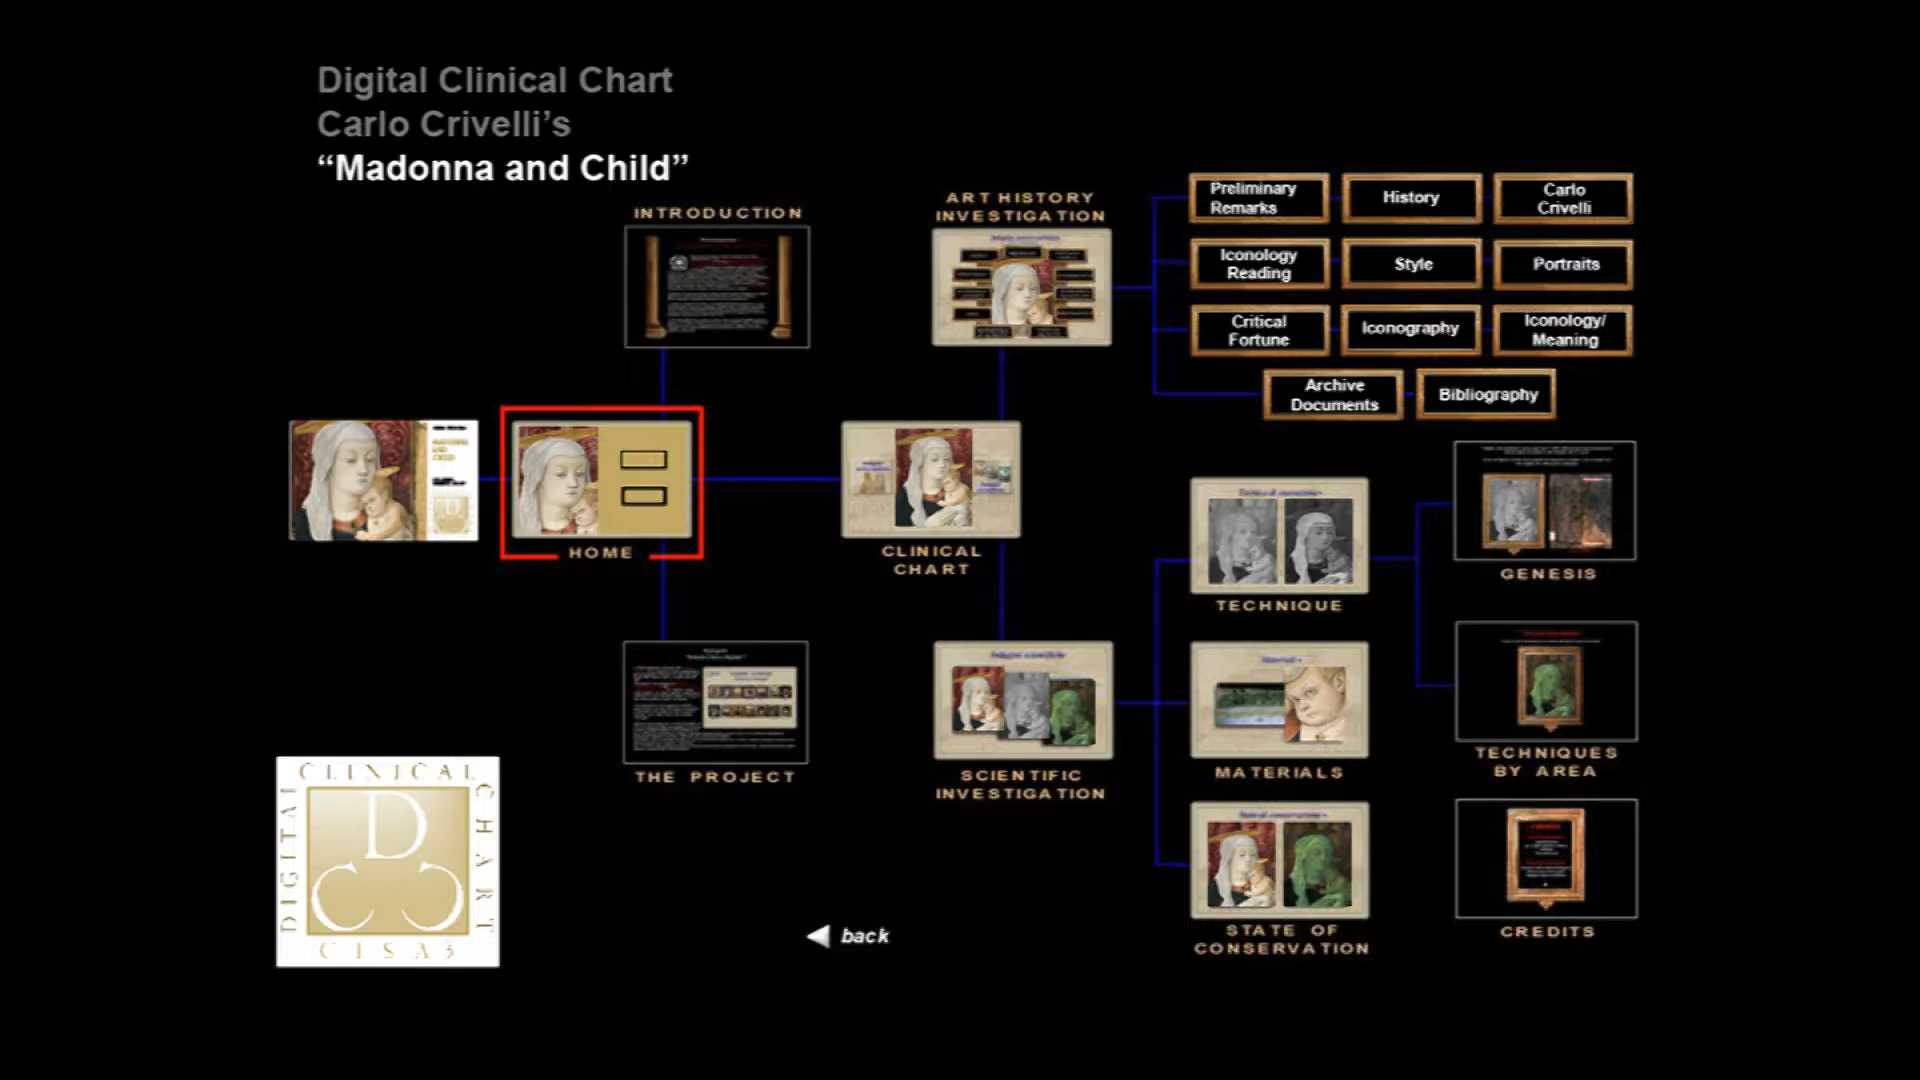 Digital Clinical Chart
Carlo Crivelli's
“Madonna and Child”
INTRODUCTION
ART HISTORY
INVESTIGATION
Preliminary
Remarks
History
Carlo
Crivelli
Iconology
Reading
Style
Portraits
Critical
Fortune
Iconography
Iconology/
Meaning
Archive
Documents
Bibliography
HOME
CLINICAL
CHART
TECHNIQUE
GENESIS
THE PROJECT
SCIENTIFIC
INVESTIGATION
MATERIALS
TECHNIQUES
BY AREA
STATE OF
CONSERVATION
CREDITS
back
DIGITAL
CLINICAL
CHART
DCC
CISA3